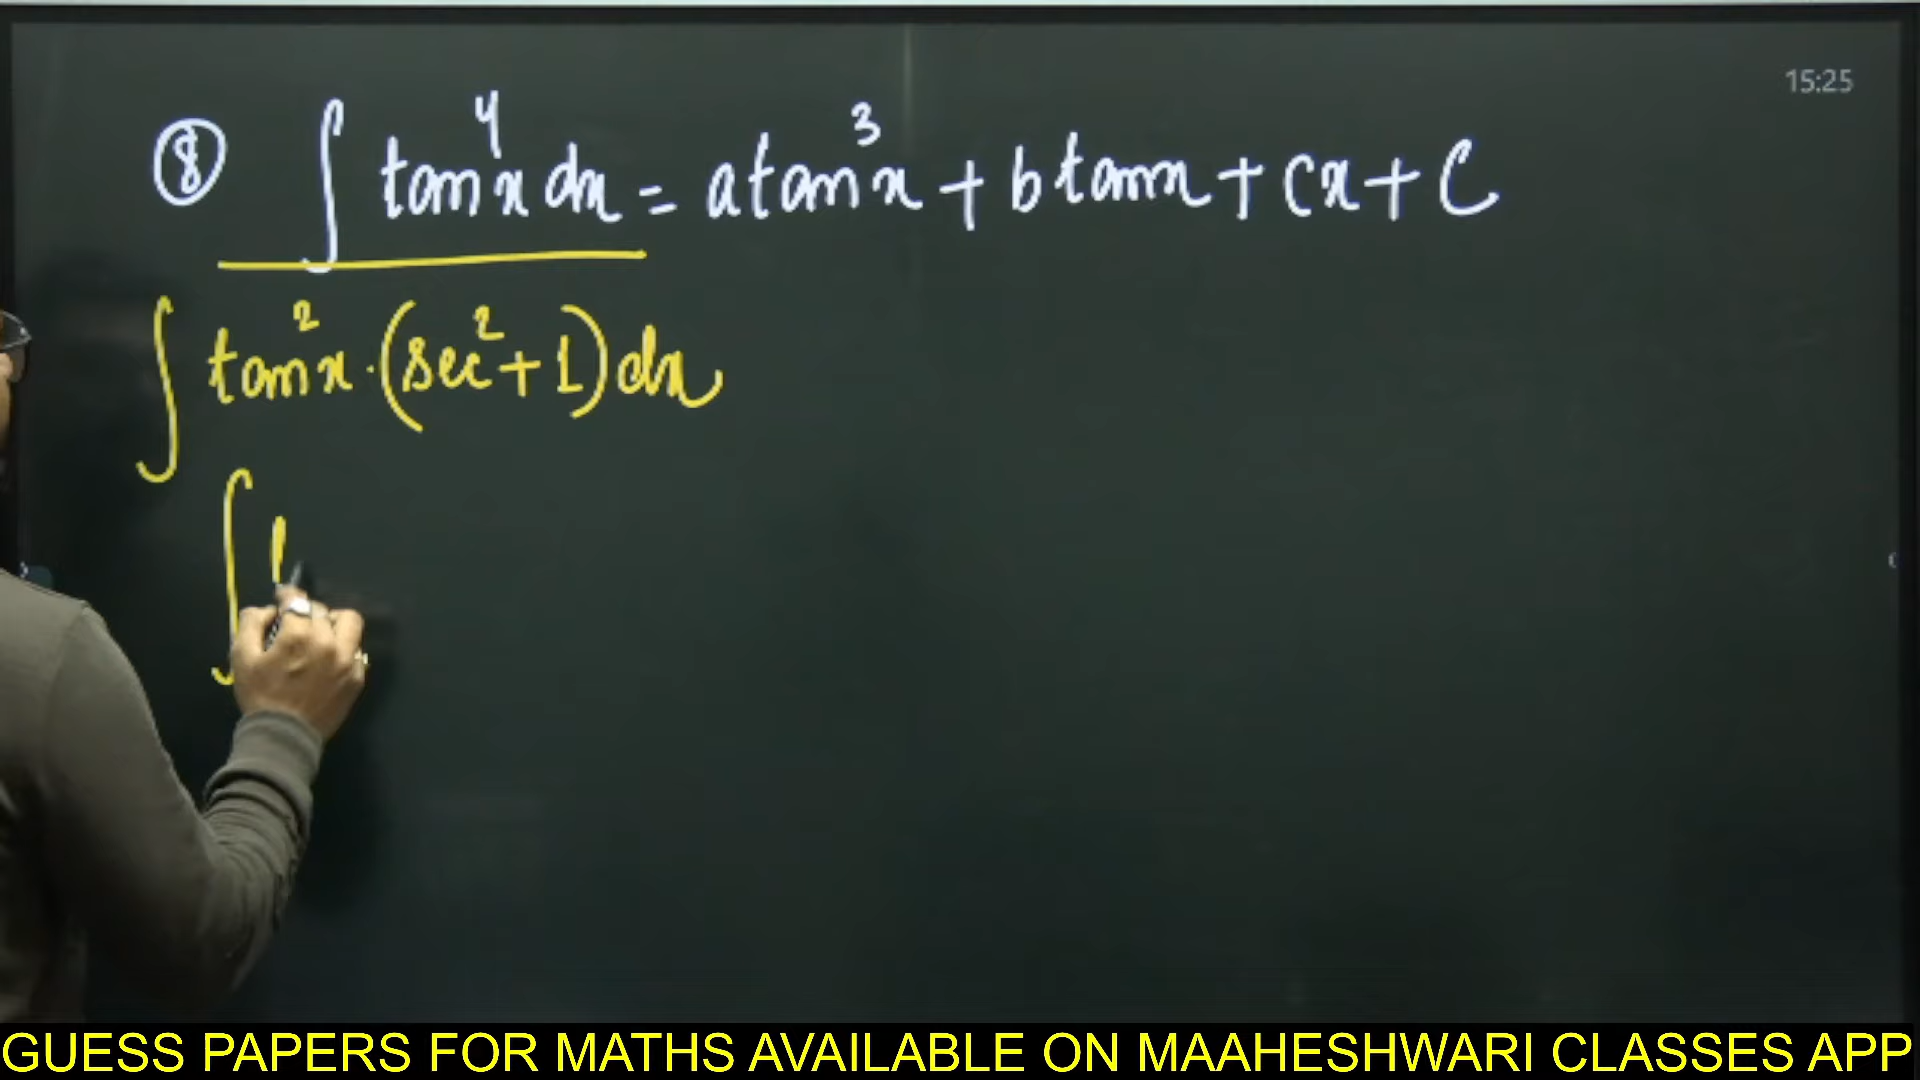 15:25
⑧ ∫ tan⁴x dx = a tan³x + b tanx + cx + C
∫ tan²x · (sec² + 1) dx
∫
GUESS PAPERS FOR MATHS AVAILABLE ON MAAHESHWARI CLASSES APP